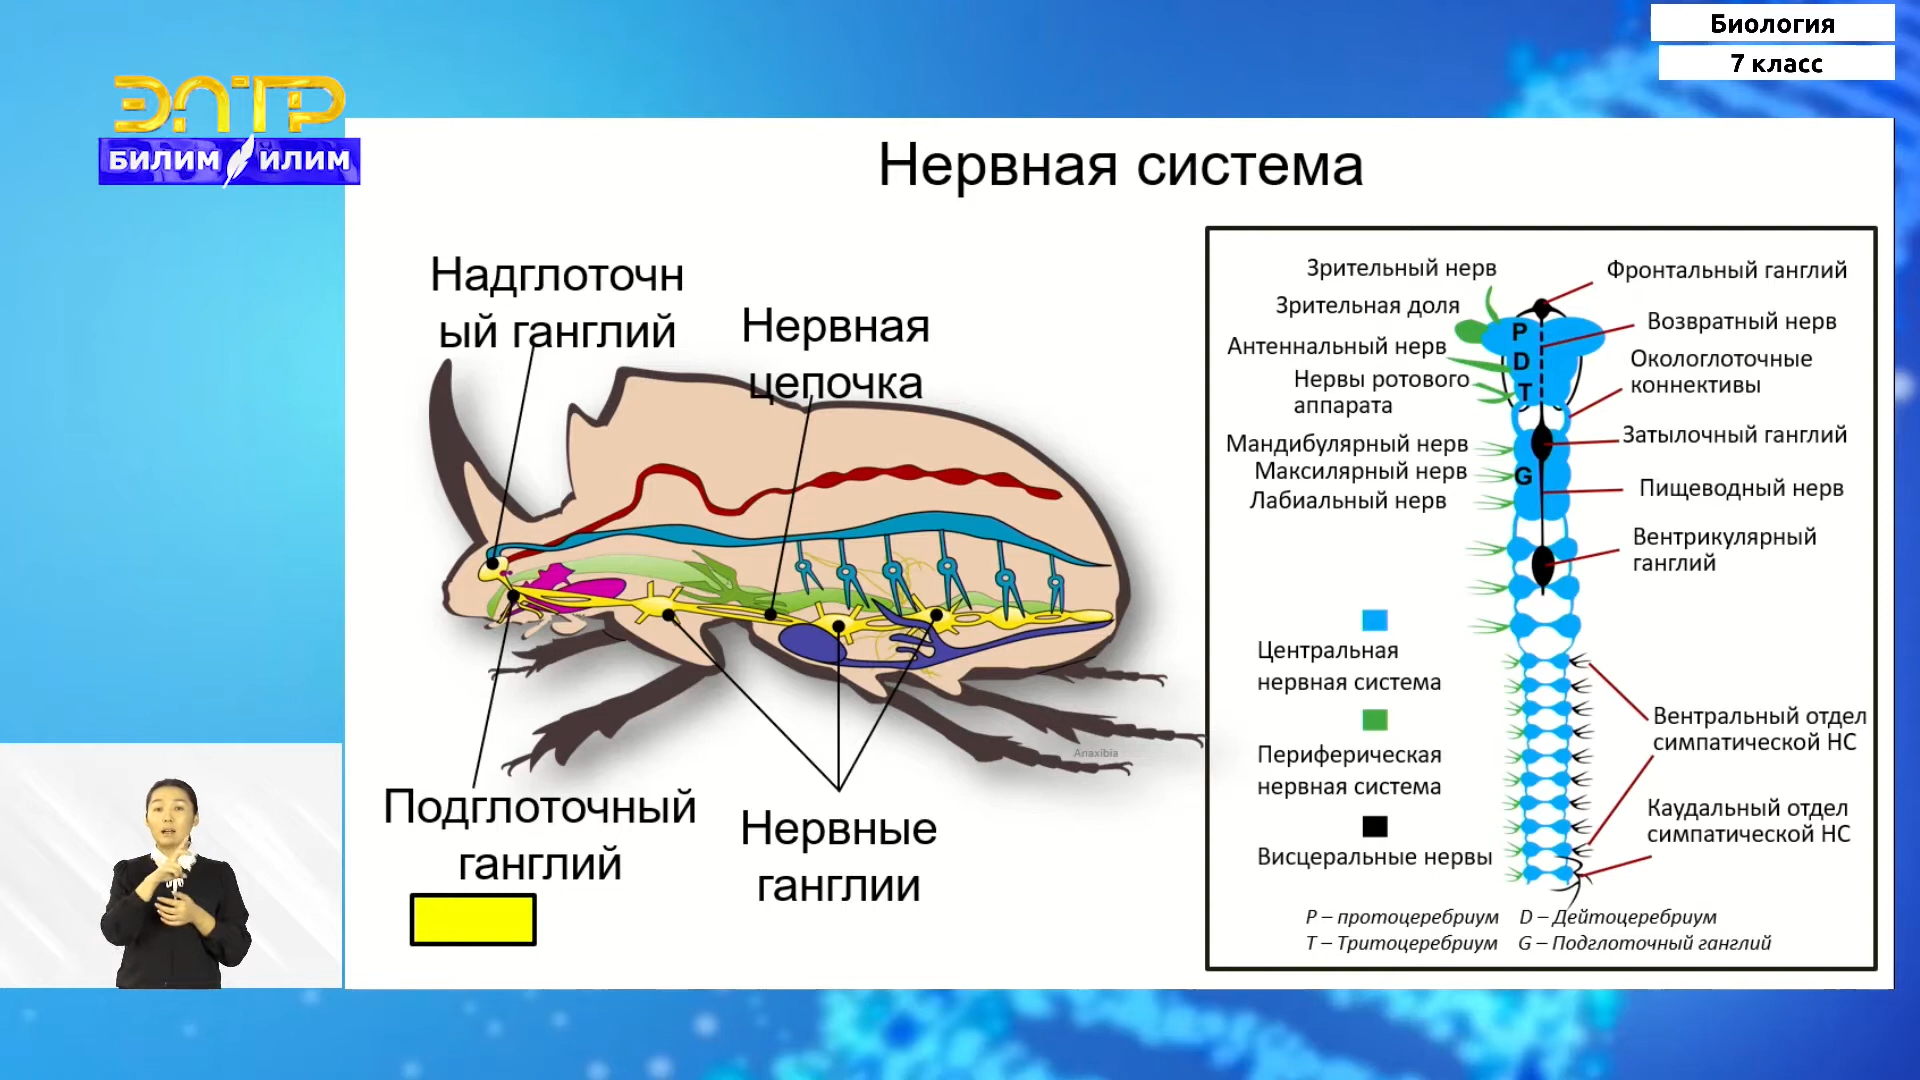 Биология
7 класс
ЭЛТР
БИЛИМ ИЛИМ
Нервная система
Надглоточн
ый ганглий
Нервная
цепочка
Подглоточный
ганглий
Нервные
ганглии
Anaxibia
Зрительный нерв
Зрительная доля
Антеннальный нерв
Нервы ротового
аппарата
Мандибулярный нерв
Максилярный нерв
Лабиальный нерв
P
D
T
G
Фронтальный ганглий
Возвратный нерв
Окологлоточные
коннективы
Затылочный ганглий
Пищеводный нерв
Вентрикулярный
ганглий
Центральная
нервная система
Периферическая
нервная система
Висцеральные нервы
Вентральный отдел
симпатической НС
Каудальный отдел
симпатической НС
P – протоцеребриум D – Дейтоцеребриум
T – Тритоцеребриум G – Подглоточный ганглий